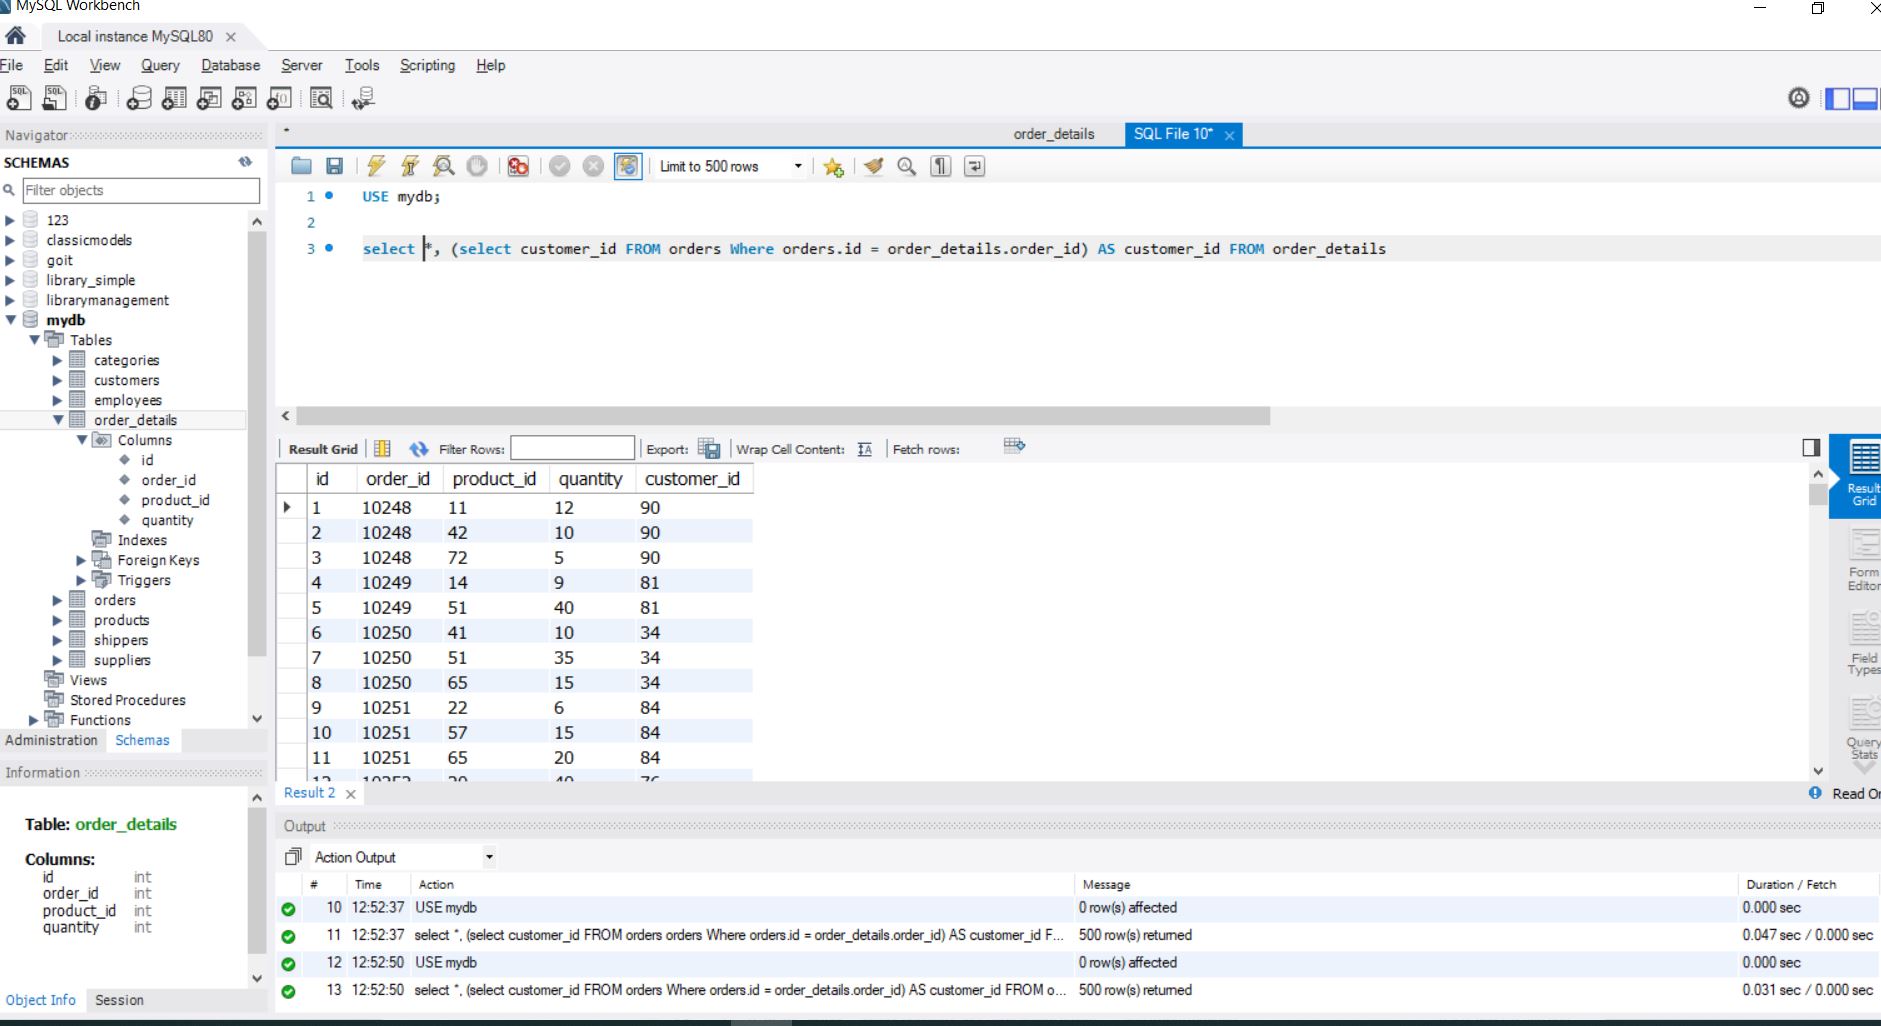 MySQL Workbench
Local instance MySQL80
File Edit View Query Database Server Tools Scripting Help
Navigator
SCHEMAS
Filter objects
123
classicmodels
goit
library_simple
librarymanagement
mydb
Tables
categories
customers
employees
order_details
Columns
id
order_id
product_id
quantity
Indexes
Foreign Keys
Triggers
orders
products
shippers
suppliers
Views
Stored Procedures
Functions
Administration Schemas
Information
Table: order_details
Columns:
id int
order_id int
product_id int
quantity int
Object Info Session
* order_details SQL File 10*
Limit to 500 rows
1 USE mydb;
2
3 select *, (select customer_id FROM orders Where orders.id = order_details.order_id) AS customer_id FROM order_details
Result Grid Filter Rows: Export: Wrap Cell Content: Fetch rows:
id order_id product_id quantity customer_id
1 10248 11 12 90
2 10248 42 10 90
3 10248 72 5 90
4 10249 14 9 81
5 10249 51 40 81
6 10250 41 10 34
7 10250 51 35 34
8 10250 65 15 34
9 10251 22 6 84
10 10251 57 15 84
11 10251 65 20 84
Result
Grid
Form
Editor
Field
Types
Query
Stats
Result 2
Read On
Output
Action Output
# Time Action Message Duration / Fetch
10 12:52:37 USE mydb 0 row(s) affected 0.000 sec
11 12:52:37 select *, (select customer_id FROM orders orders Where orders.id = order_details.order_id) AS customer_id F... 500 row(s) returned 0.047 sec / 0.000 sec
12 12:52:50 USE mydb 0 row(s) affected 0.000 sec
13 12:52:50 select *, (select customer_id FROM orders Where orders.id = order_details.order_id) AS customer_id FROM o... 500 row(s) returned 0.031 sec / 0.000 sec